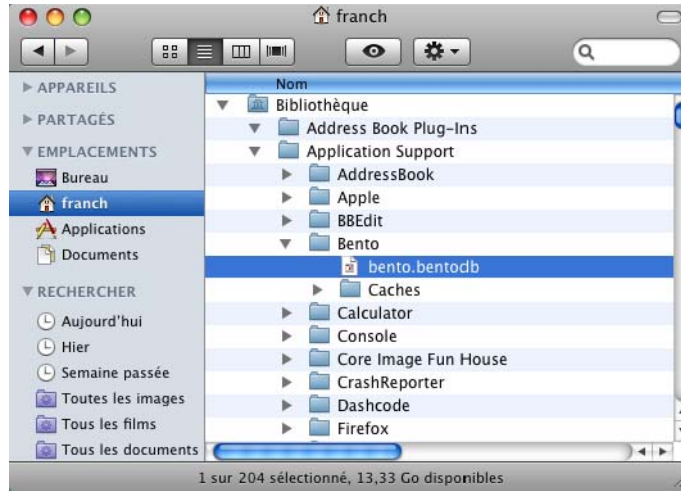 franch
Nom
▶ APPAREILS
▶ PARTAGÉS
▼ EMPLACEMENTS
Bureau
franch
Applications
Documents
▼ RECHERCHER
Aujourd'hui
Hier
Semaine passée
Toutes les images
Tous les films
Tous les documents
Bibliothèque
Address Book Plug-Ins
Application Support
AddressBook
Apple
BBEdit
Bento
bento.bentodb
Caches
Calculator
Console
Core Image Fun House
CrashReporter
Dashcode
Firefox
1 sur 204 sélectionné, 13,33 Go disponibles